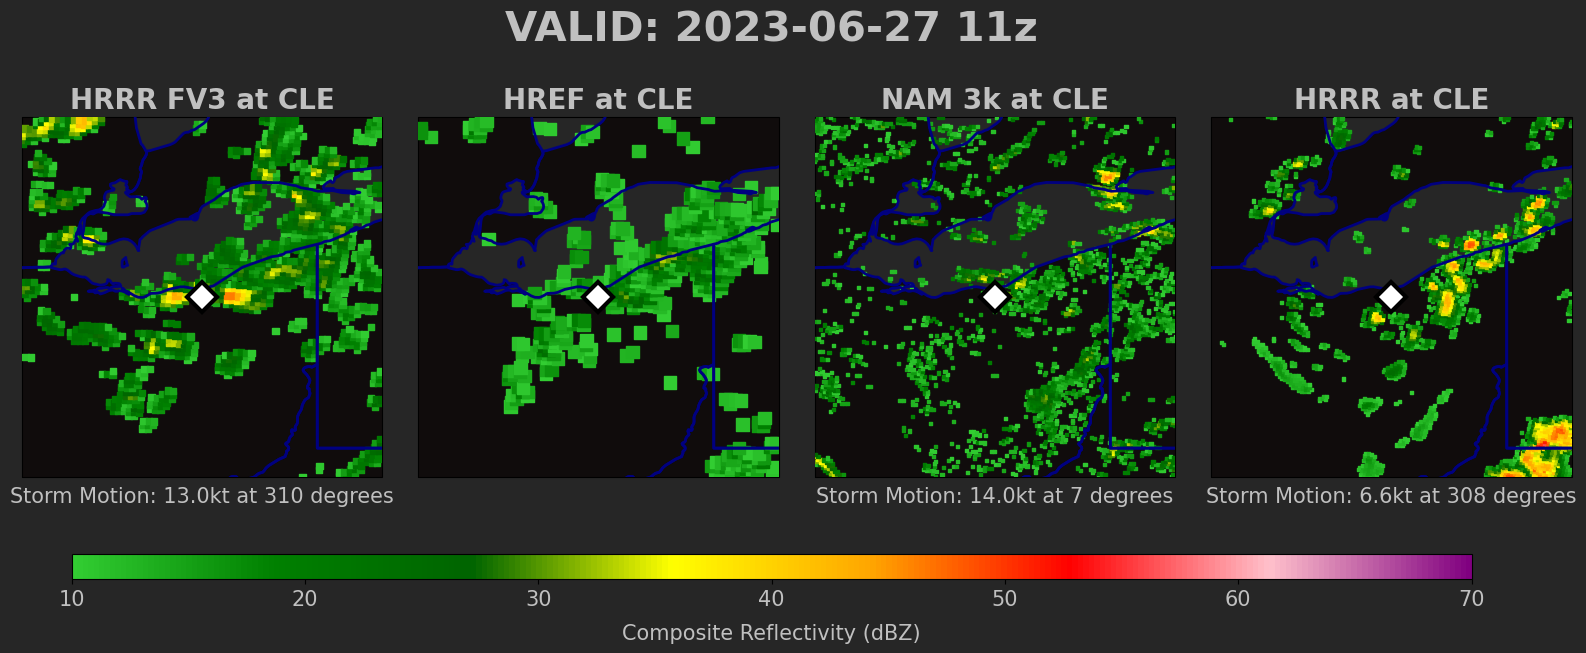 VALID: 2023-06-27 11z
HRRR FV3 at CLE
HREF at CLE
NAM 3k at CLE
HRRR at CLE
Storm Motion: 13.0kt at 310 degrees
Storm Motion: 14.0kt at 7 degrees
Storm Motion: 6.6kt at 308 degrees
10 20 30 40 50 60 70
Composite Reflectivity (dBZ)